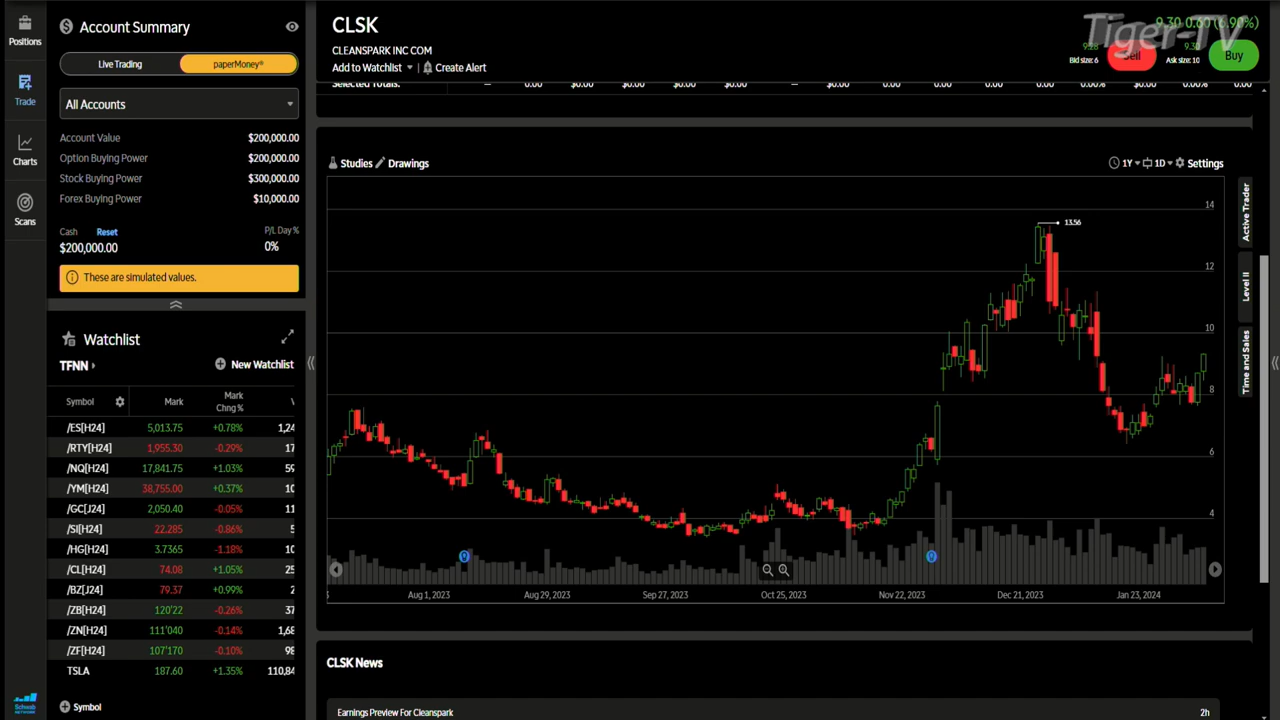 Positions
Trade
Charts
Scans
Account Summary
Live Trading
paperMoney®
All Accounts
Account Value $200,000.00
Option Buying Power $200,000.00
Stock Buying Power $300,000.00
Forex Buying Power $10,000.00
Cash Reset P/L Day %
$200,000.00 0%
These are simulated values.
Watchlist
TFNN
New Watchlist
Symbol Mark Mark Chng % V
/ES[H24] 5,013.75 +0.78% 1,24
/RTY[H24] 1,955.30 -0.29% 17
/NQ[H24] 17,841.75 +1.03% 59
/YM[H24] 38,755.00 +0.37% 10
/GC[J24] 2,050.40 -0.05% 11
/SI[H24] 22.285 -0.86% 5
/HG[H24] 3.7365 -1.18% 10
/CL[H24] 74.08 +1.05% 25
/BZ[J24] 79.37 +0.99% 2
/ZB[H24] 120'22 -0.26% 37
/ZN[H24] 111'040 -0.14% 1,68
/ZF[H24] 107'170 -0.10% 98
TSLA 187.60 +1.35% 110,84
Symbol
Schwab
NETWORK
CLSK
CLEANSPARK INC COM
Add to Watchlist
Create Alert
9.30 0.60 (6.90%)
Tiger-TV
9.28
Bid size: 6
Sell
9.30
Ask size: 10
Buy
Selected Totals: -- 0.00 $0.00 $0.00 $0.00 -- $0.00 0.00 0.00 0.00 0.00% $0.00 0.00%
Studies
Drawings
1Y
1D
Settings
14
13.56
12
10
8
6
4
Aug 1, 2023
Aug 29, 2023
Sep 27, 2023
Oct 25, 2023
Nov 22, 2023
Dec 21, 2023
Jan 23, 2024
Active Trader
Level II
Time and Sales
CLSK News
Earnings Preview For Cleanspark 2h